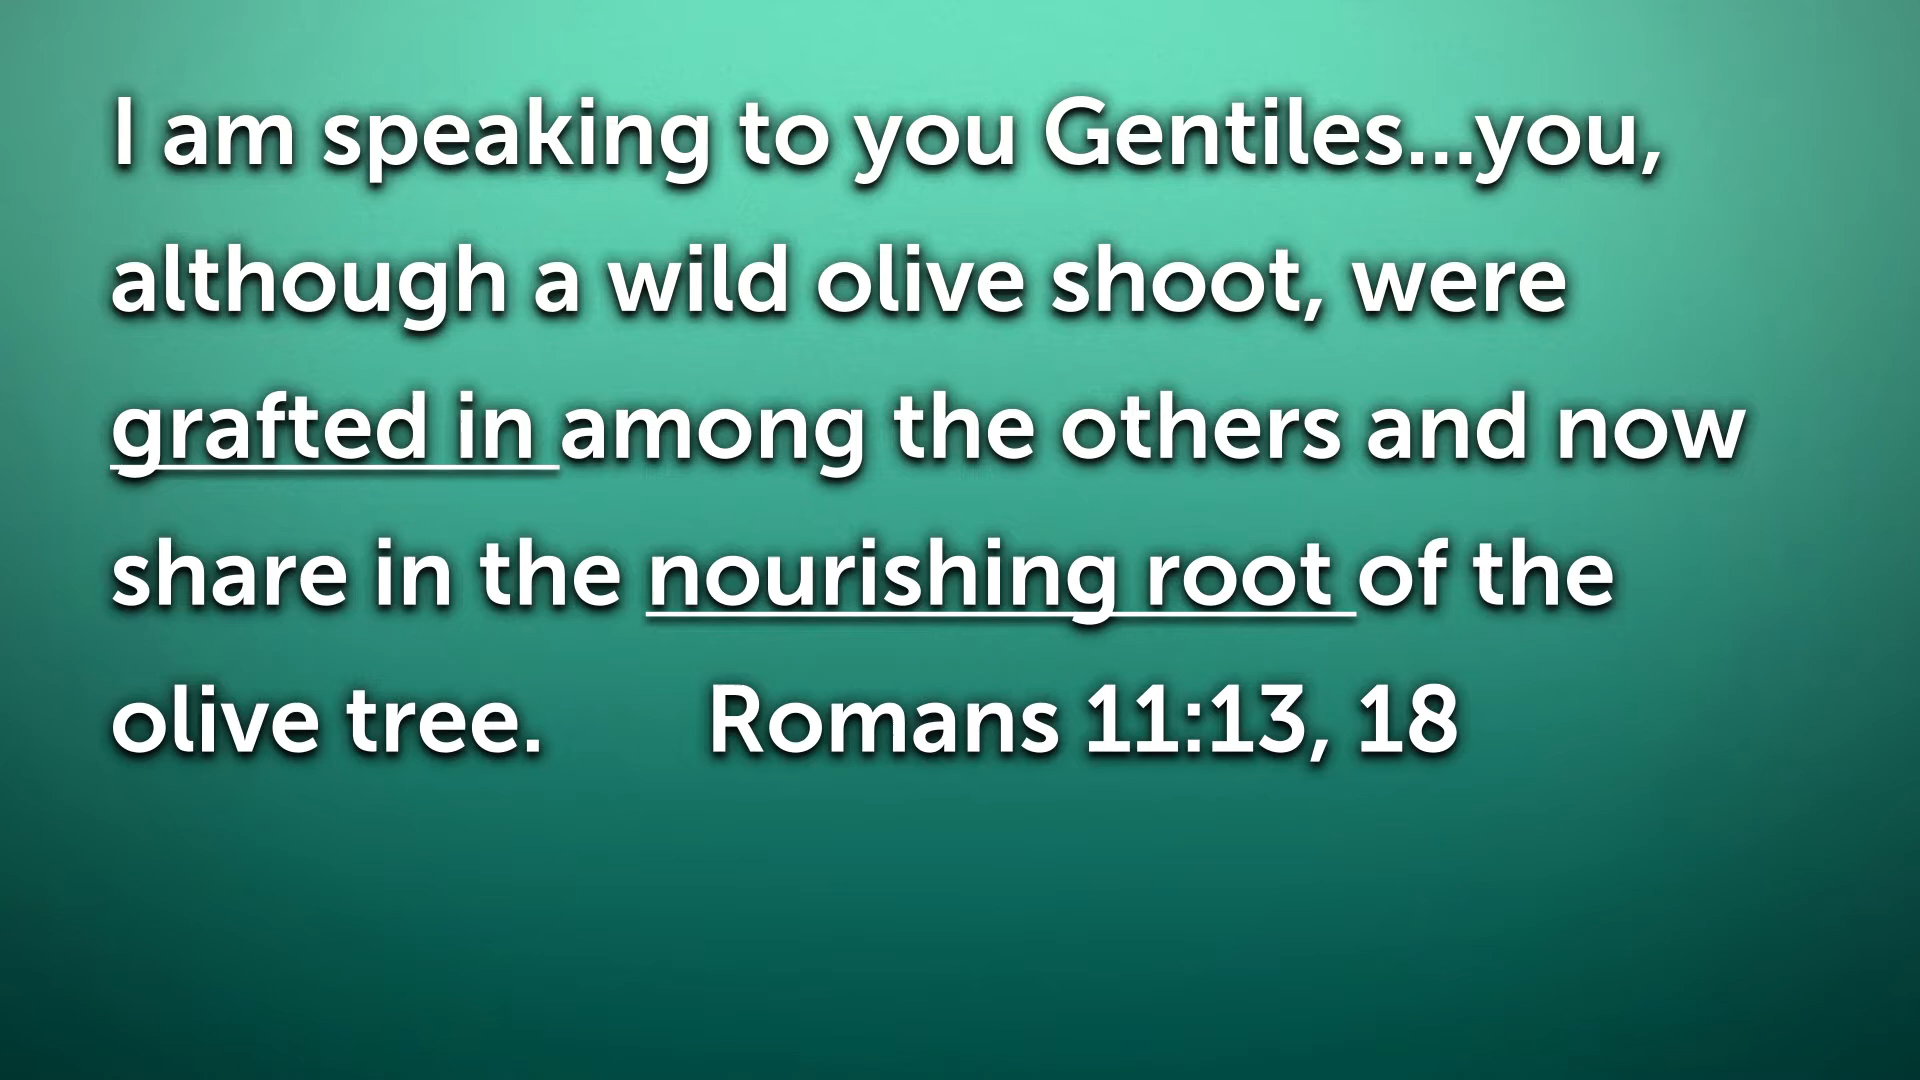 I am speaking to you Gentiles...you,
although a wild olive shoot, were
grafted in among the others and now
share in the nourishing root of the
olive tree. Romans 11:13, 18